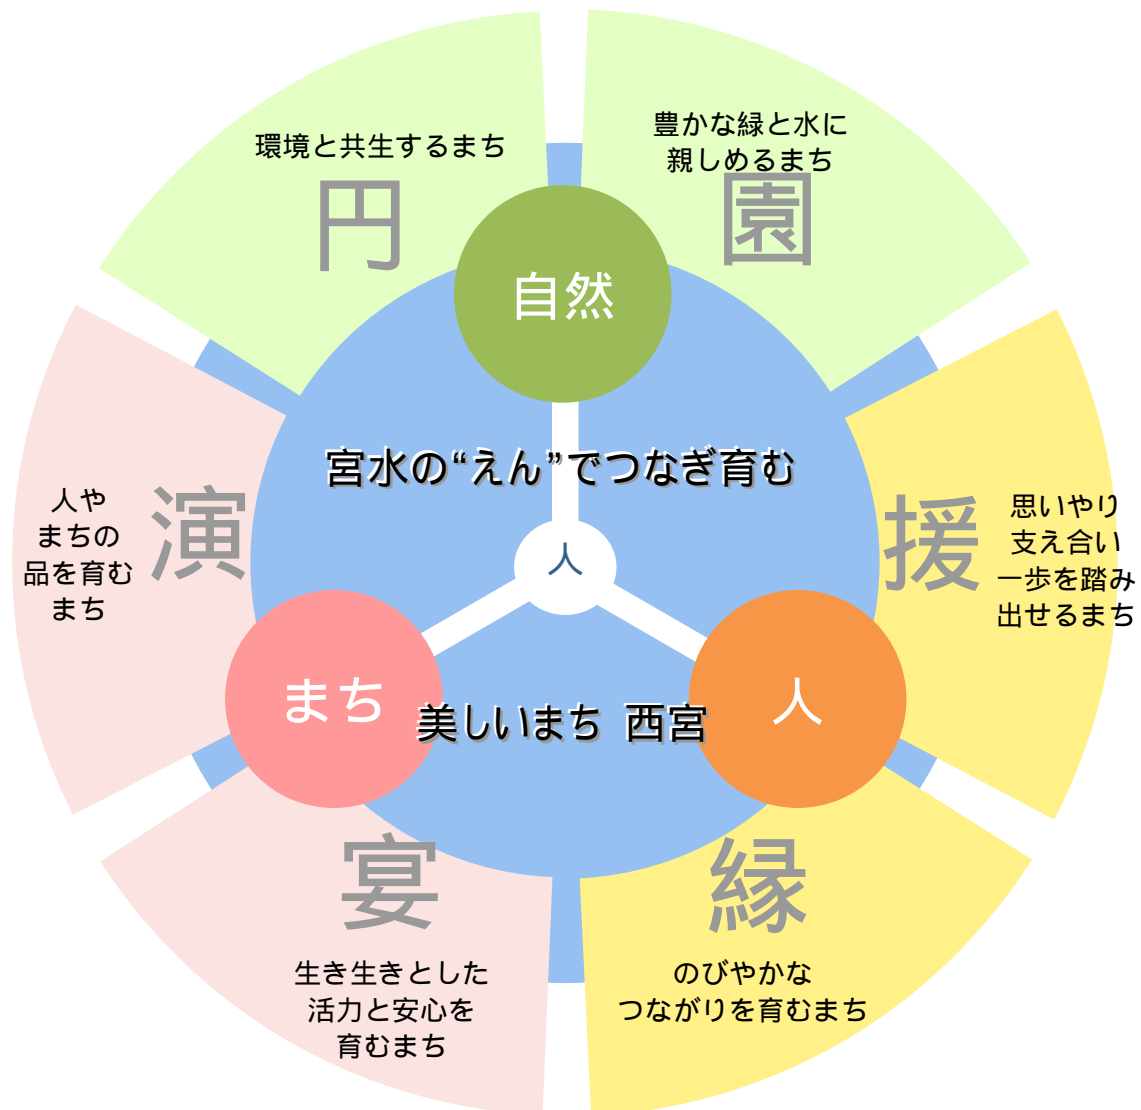 環境と共生するまち
円
豊かな緑と水に
親しめるまち
園
自然
宮水の“えん”でつなぎ育む
人や
まちの
品を育む
まち
演
人
援
思いやり
支え合い
一歩を踏み
出せるまち
まち
美しいまち 西宮
人
宴
生き生きとした
活力と安心を
育むまち
縁
のびやかな
つながりを育むまち